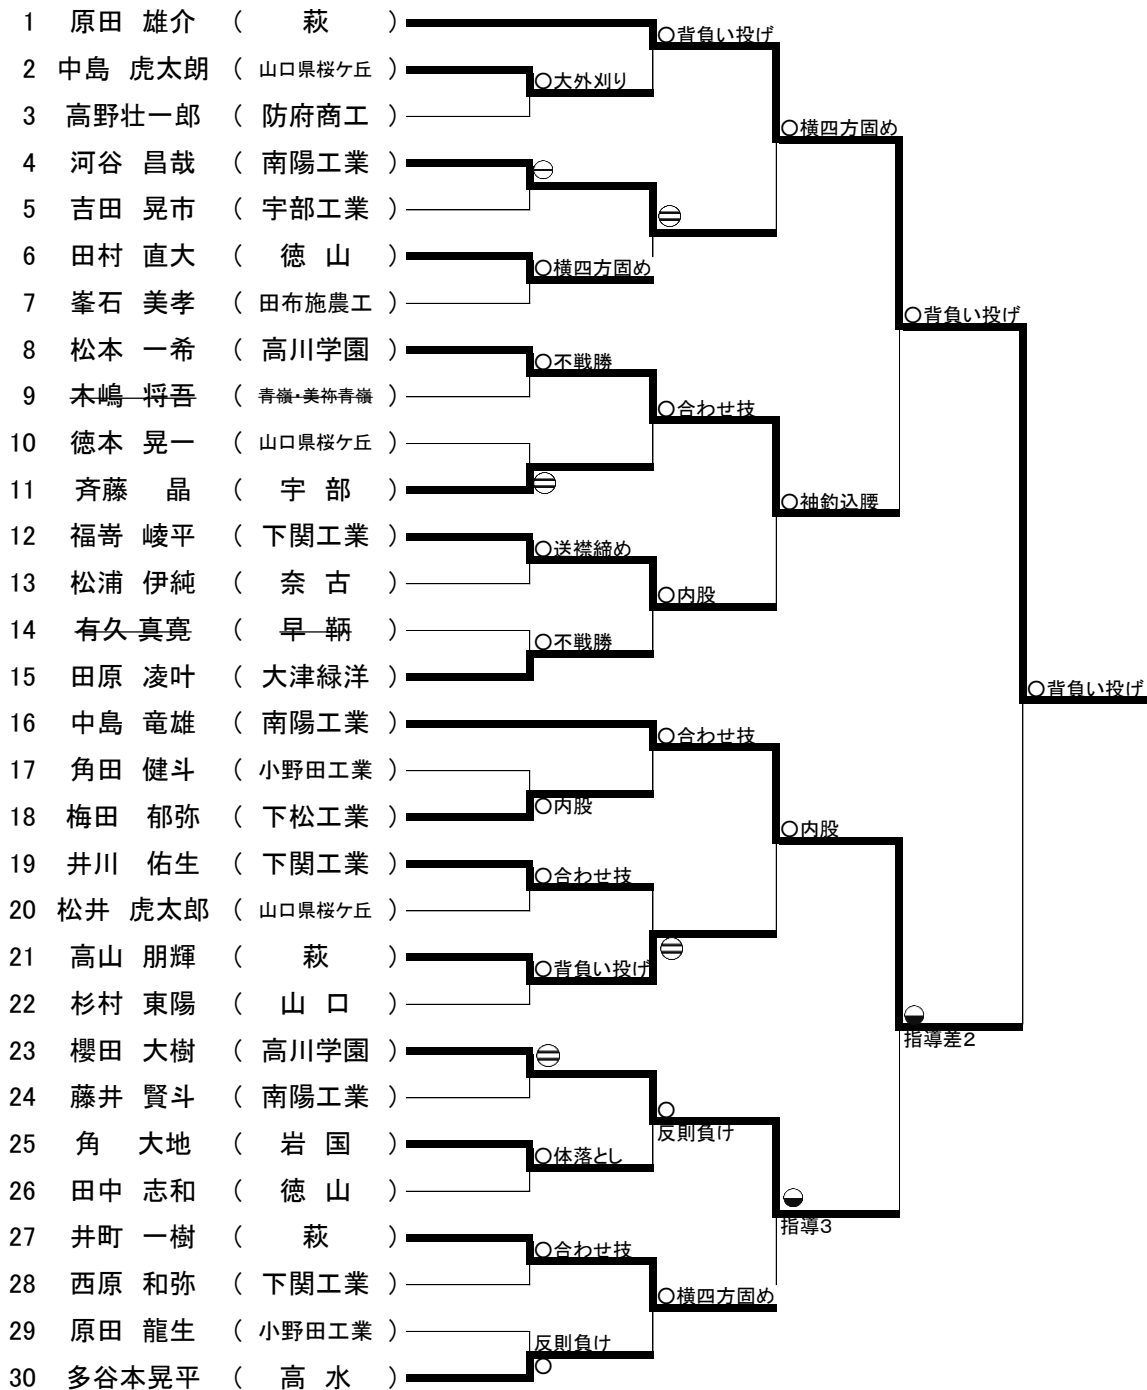 1 原田 雄介 ( 萩 )
○背負い投げ
2 中島 虎太朗 ( 山口県桜ケ丘 )
○大外刈り
3 高野壮一郎 ( 防府商工 )
○横四方固め
4 河谷 昌哉 ( 南陽工業 )
5 吉田 晃市 ( 宇部工業 )
6 田村 直大 ( 徳 山 )
○横四方固め
7 峯石 美孝 ( 田布施農工 )
○背負い投げ
8 松本 一希 ( 高川学園 )
○不戦勝
9 木嶋 将吾 ( 青嶺・美祢青嶺 )
○合わせ技
10 徳本 晃一 ( 山口県桜ケ丘 )
11 斉藤 晶 ( 宇 部 )
○袖釣込腰
12 福嵜 崚平 ( 下関工業 )
○送襟締め
13 松浦 伊純 ( 奈 古 )
○内股
14 有久 真寛 ( 早 鞆 )
○不戦勝
15 田原 凌叶 ( 大津緑洋 )
○背負い投げ
16 中島 竜雄 ( 南陽工業 )
○合わせ技
17 角田 健斗 ( 小野田工業 )
○内股
18 梅田 郁弥 ( 下松工業 )
○内股
19 井川 佑生 ( 下関工業 )
○合わせ技
20 松井 虎太郎 ( 山口県桜ケ丘 )
21 高山 朋輝 ( 萩 )
○背負い投げ
22 杉村 東陽 ( 山 口 )
指導差2
23 櫻田 大樹 ( 高川学園 )
24 藤井 賢斗 ( 南陽工業 )
○
反則負け
25 角 大地 ( 岩 国 )
○体落とし
26 田中 志和 ( 徳 山 )
指導3
27 井町 一樹 ( 萩 )
○合わせ技
28 西原 和弥 ( 下関工業 )
○横四方固め
29 原田 龍生 ( 小野田工業 )
反則負け
○
30 多谷本晃平 ( 高 水 )